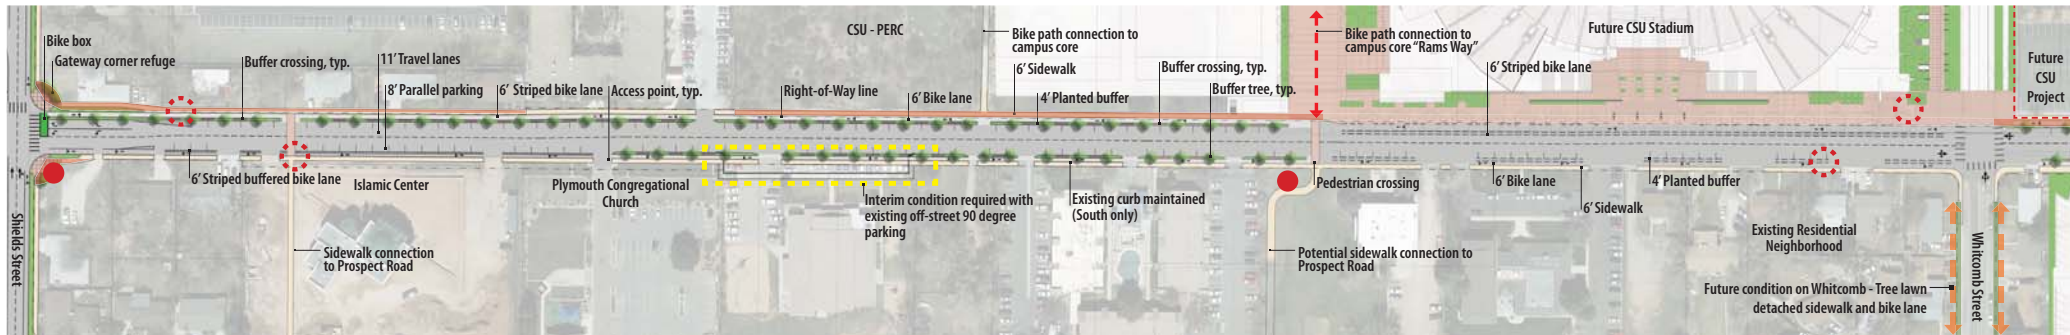 Bike box
Gateway corner refuge
Buffer crossing, typ.
11' Travel lanes
8' Parallel parking
6' Striped bike lane
Access point, typ.
CSU - PERC
Right-of-Way line
6' Bike lane
Bike path connection to
campus core
6' Sidewalk
4' Planted buffer
Buffer crossing, typ.
Buffer tree, typ.
Bike path connection to
campus core "Rams Way"
Future CSU Stadium
6' Striped bike lane
Future
CSU
Project
6' Striped buffered bike lane
Islamic Center
Sidewalk connection
to Prospect Road
Plymouth Congregational
Church
Interim condition required with
existing off-street 90 degree
parking
Existing curb maintained
(South only)
Pedestrian crossing
Potential sidewalk connection to
Prospect Road
6' Bike lane
6' Sidewalk
4' Planted buffer
Existing Residential
Neighborhood
Future condition on Whitcomb - Tree lawn
detached sidewalk and bike lane
Shields Street
Whitcomb Street